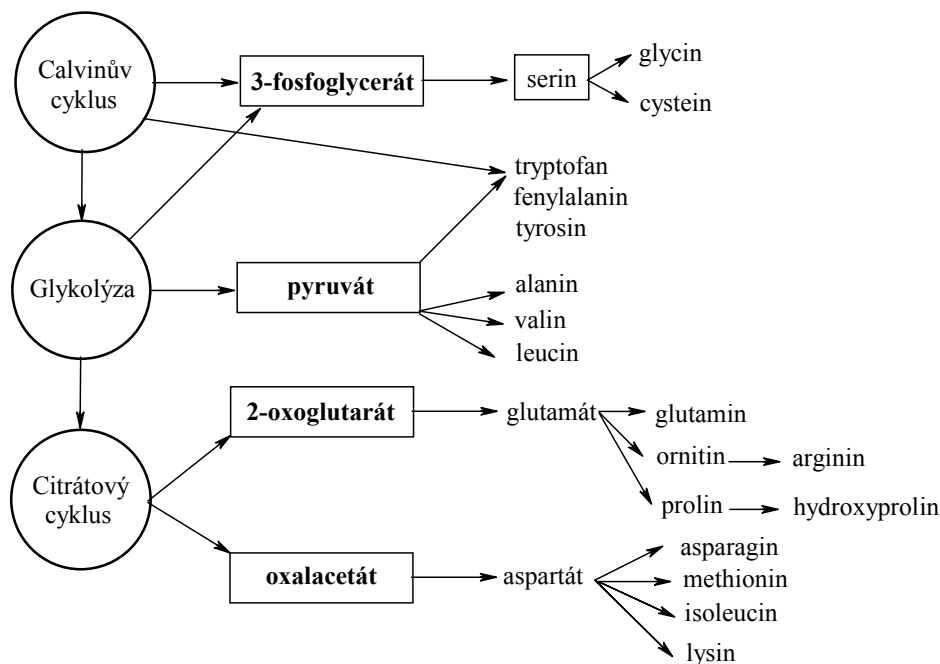 Calvinův
cyklus
3-fosfoglycerát
serin
glycin
cystein
tryptofan
fenylalanin
tyrosin
Glykolýza
pyruvát
alanin
valin
leucin
2-oxoglutarát
glutamát
glutamin
ornitin
arginin
prolin
hydroxyprolin
Citrátový
cyklus
oxalacetát
aspartát
asparagin
methionin
isoleucin
lysin